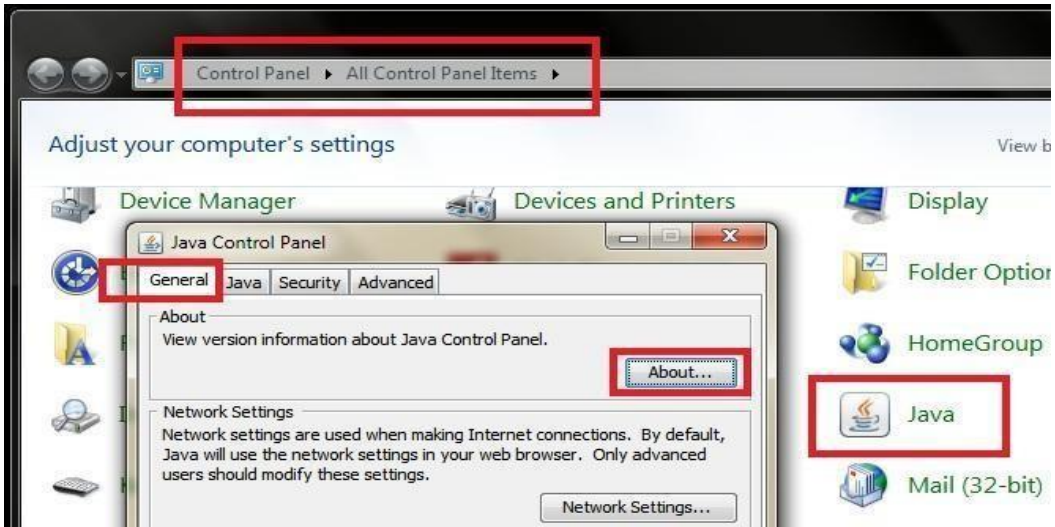 Control Panel ▸ All Control Panel Items ▸
Adjust your computer's settings
View b
Device Manager
Devices and Printers
Display
Java Control Panel
General
Java
Security
Advanced
Folder Option
About
View version information about Java Control Panel.
About...
HomeGroup
Network Settings
Network settings are used when making Internet connections. By default,
Java will use the network settings in your web browser. Only advanced
users should modify these settings.
Network Settings...
Java
Mail (32-bit)